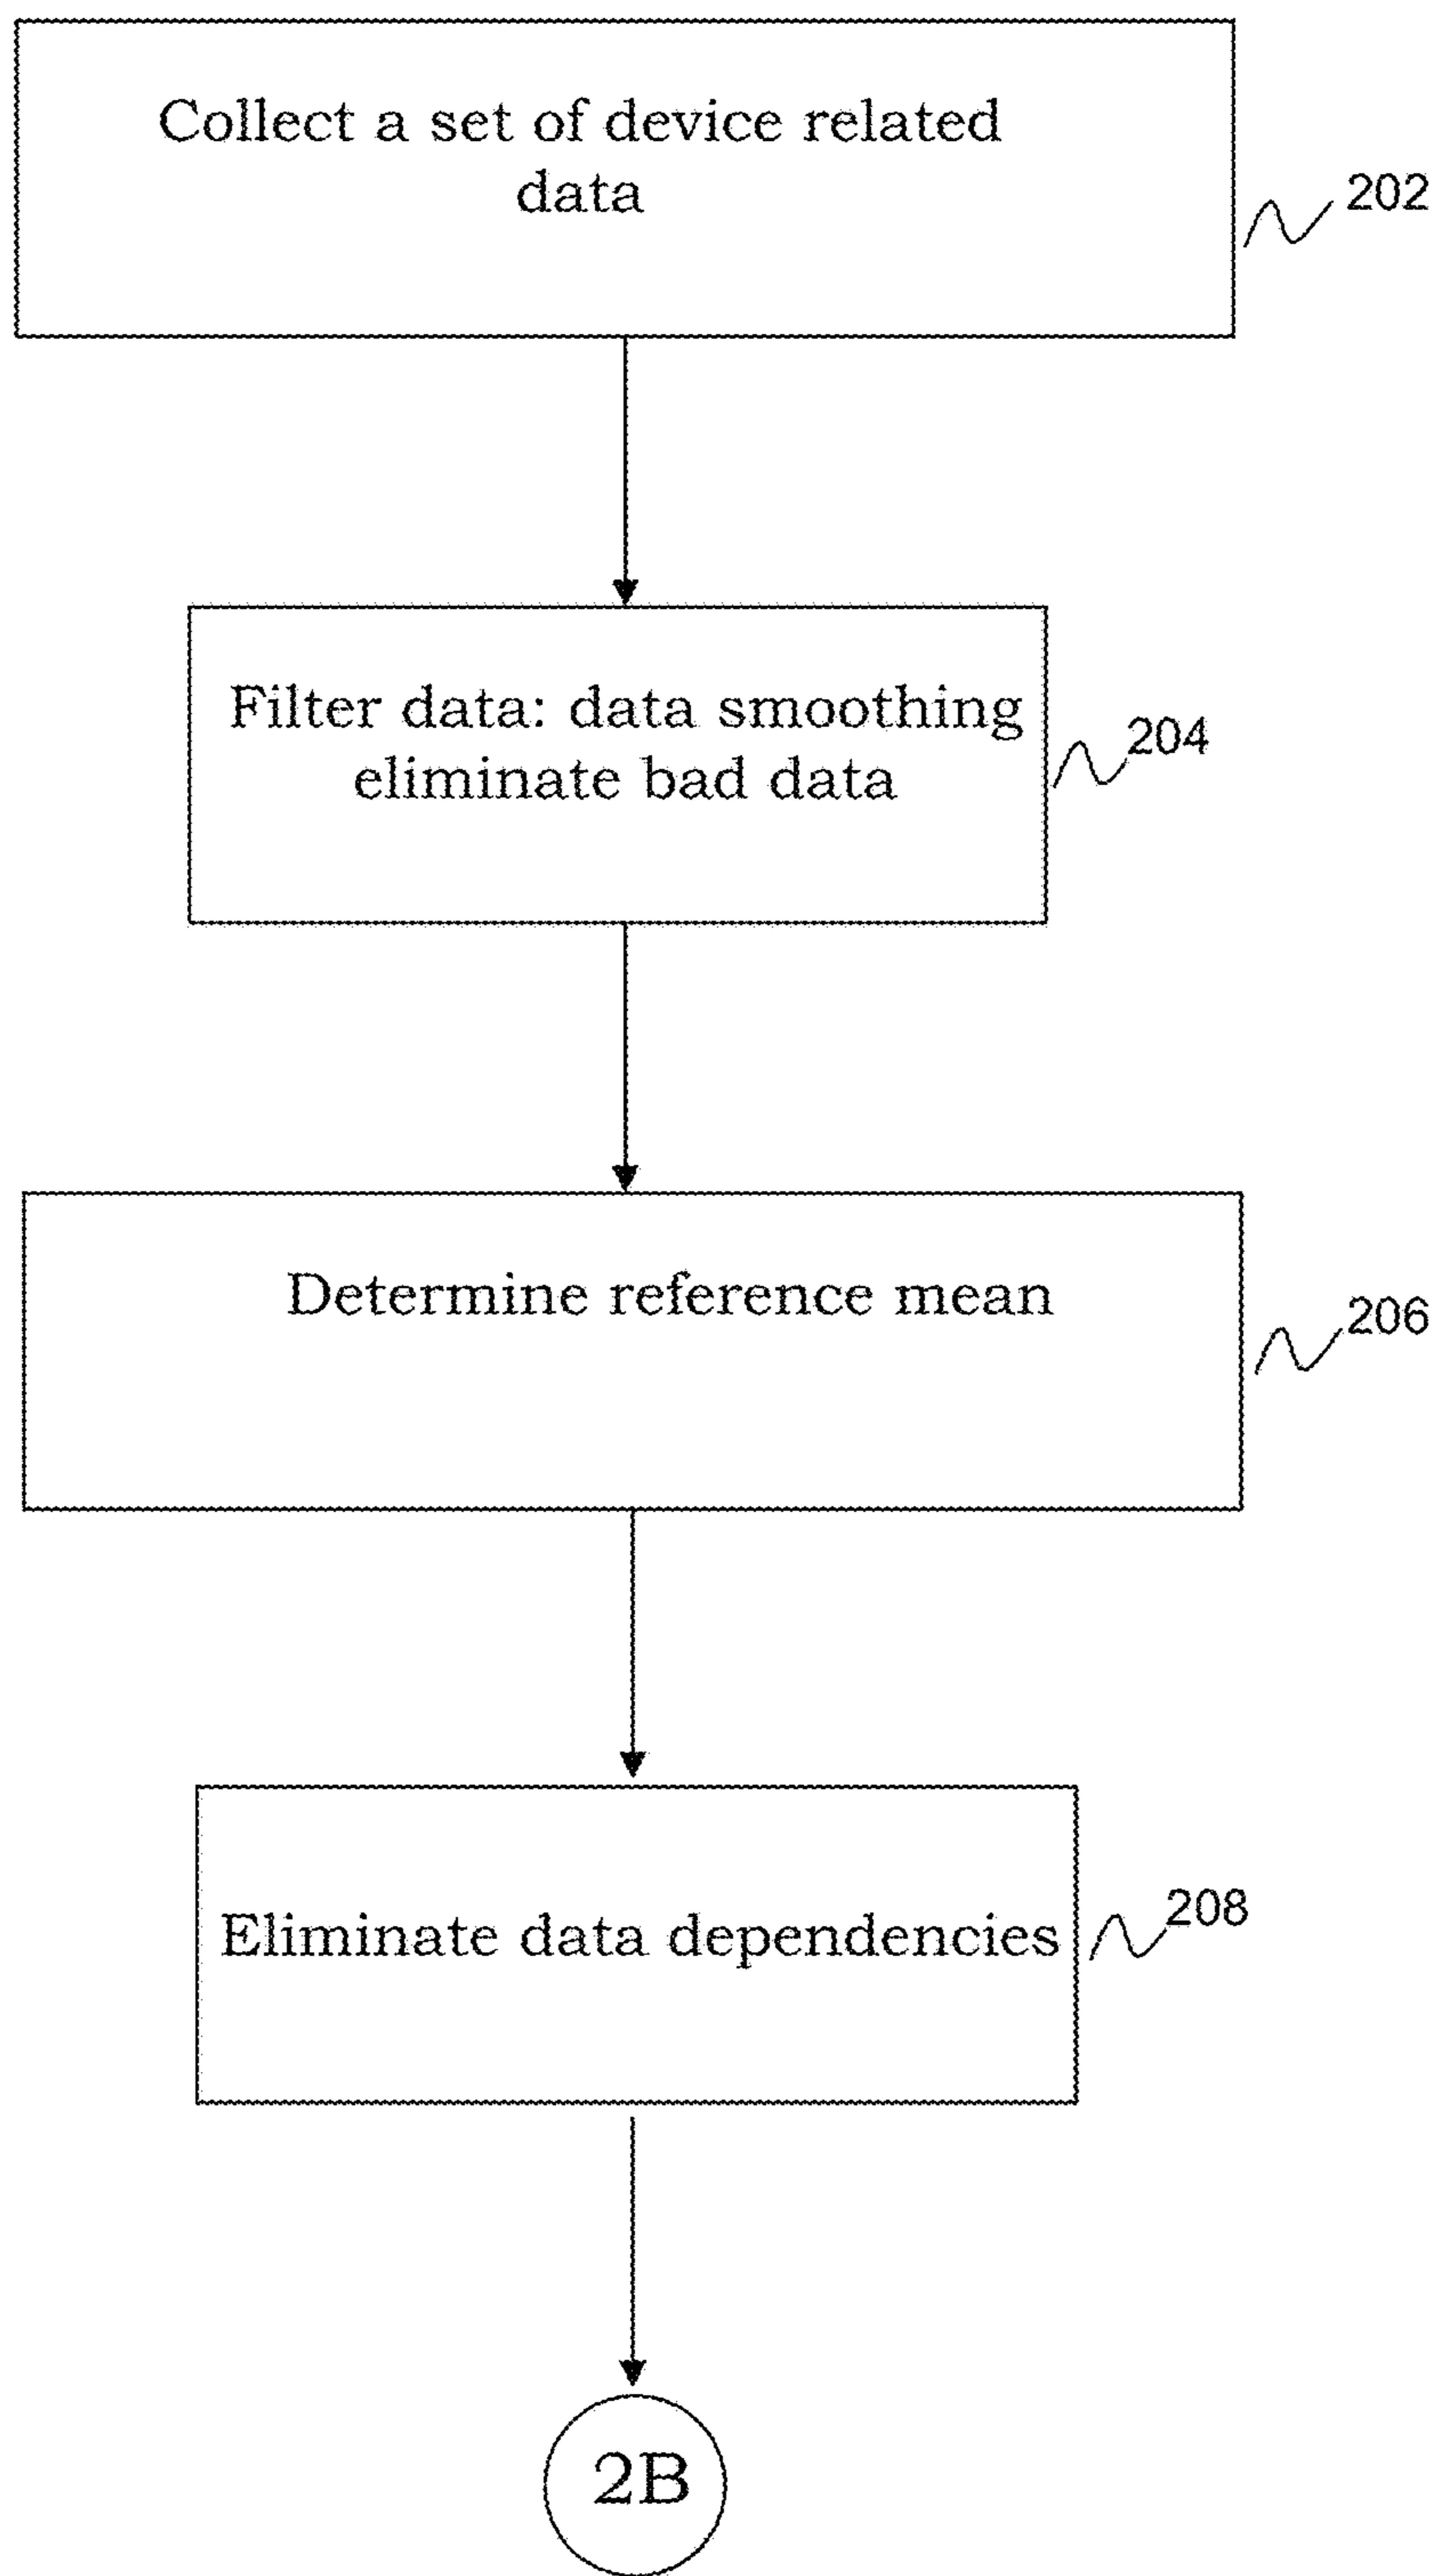 Collect a set of device related
data
202
Filter data: data smoothing
eliminate bad data
204
Determine reference mean
206
Eliminate data dependencies
208
2B